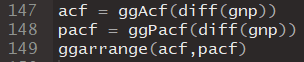 147 acf = ggAcf(diff(gnp))
148 pacf = ggPacf(diff(gnp))
149 ggarrange(acf,pacf)